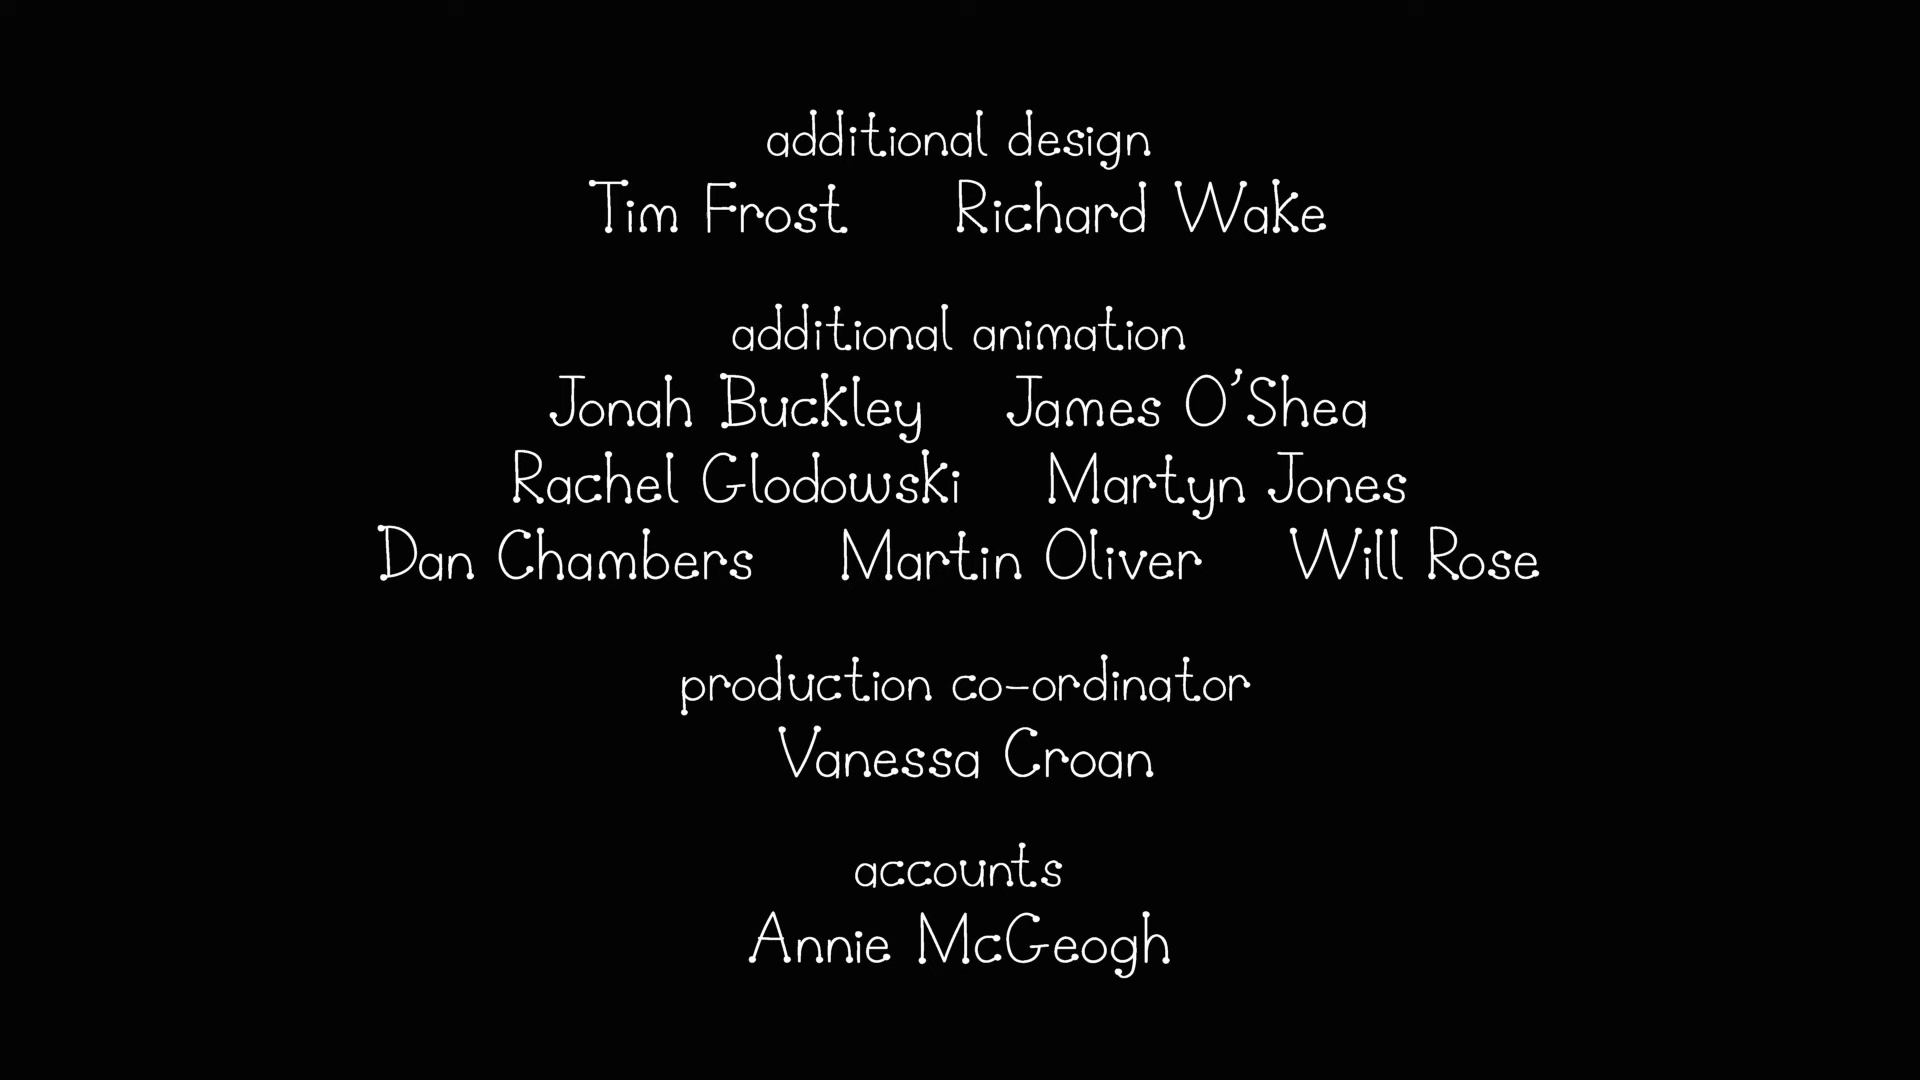 additional design
Tim Frost Richard Wake
additional animation
Jonah Buckley James O'Shea
Rachel Glodowski Martyn Jones
Dan Chambers Martin Oliver Will Rose
production co-ordinator
Vanessa Croan
accounts
Annie McGeogh